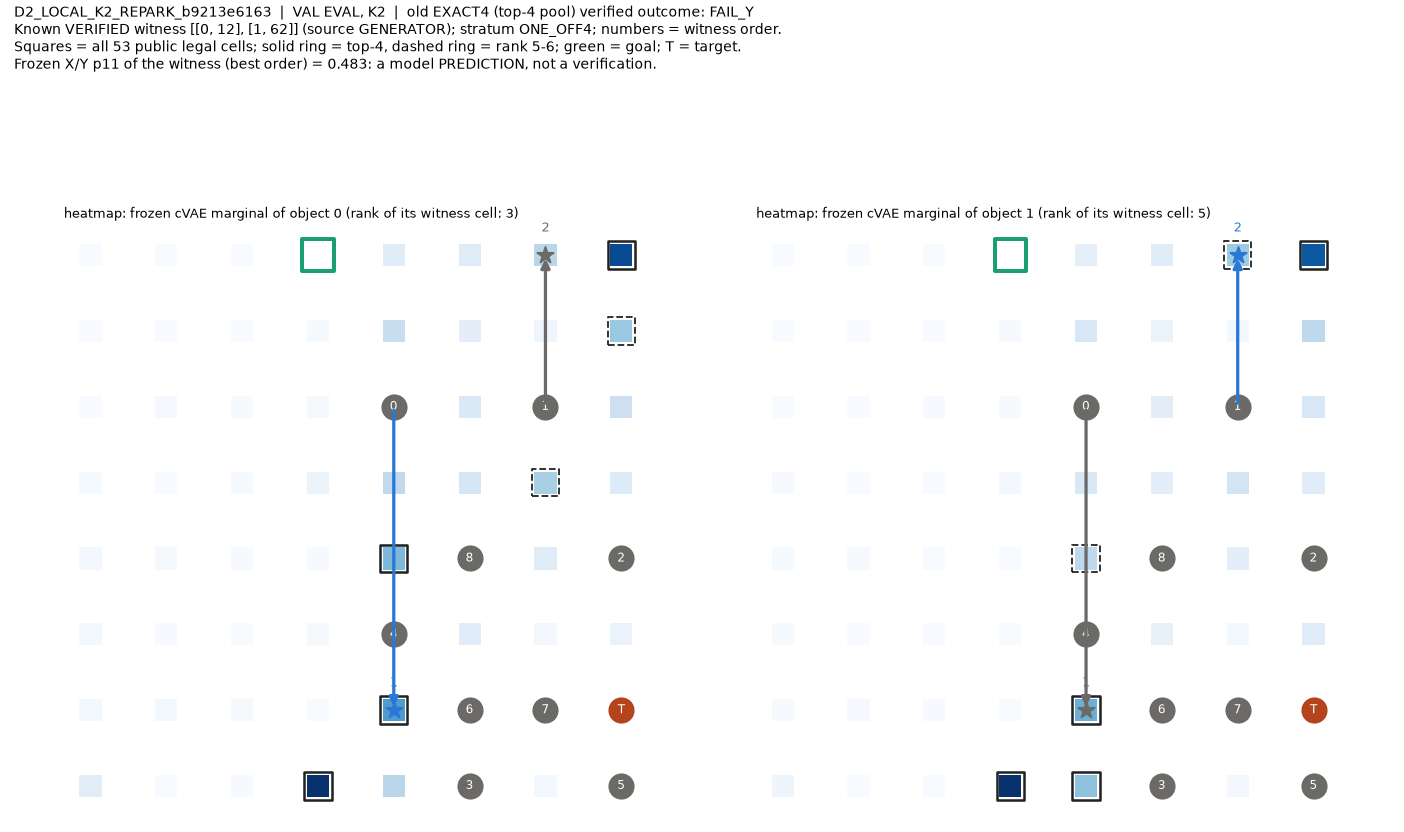 D2_LOCAL_K2_REPARK_b9213e6163 | VAL EVAL, K2 | old EXACT4 (top-4 pool) verified outcome: FAIL_Y
Known VERIFIED witness [[0, 12], [1, 62]] (source GENERATOR); stratum ONE_OFF4; numbers = witness order.
Squares = all 53 public legal cells; solid ring = top-4, dashed ring = rank 5-6; green = goal; T = target.
Frozen X/Y p11 of the witness (best order) = 0.483: a model PREDICTION, not a verification.
heatmap: frozen cVAE marginal of object 0 (rank of its witness cell: 3)
2
0
1
8
2
4
6
7
T
3
5
heatmap: frozen cVAE marginal of object 1 (rank of its witness cell: 5)
2
0
1
8
2
4
6
7
T
3
5